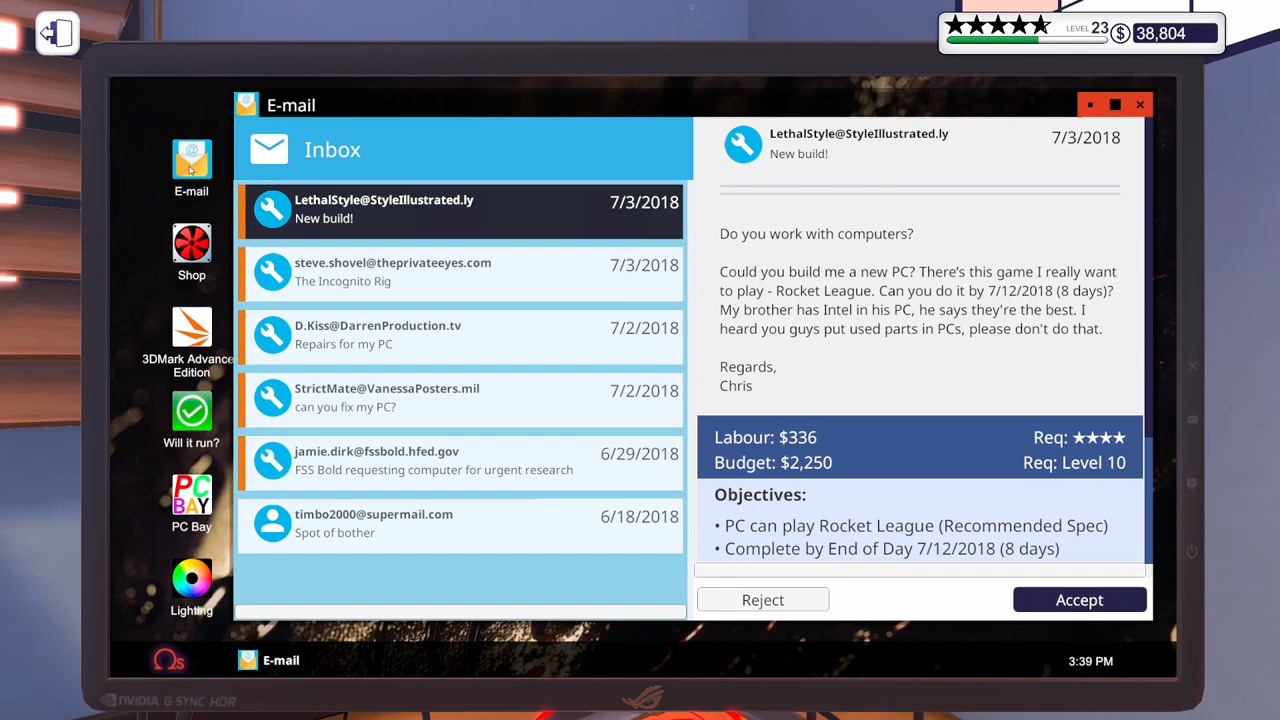 LEVEL 23
$ 38,804
E-mail
Inbox
E-mail
Shop
3DMark Advance
Edition
Will it run?
PC
BAY
PC Bay
Lighting
LethalStyle@StyleIllustrated.ly
7/3/2018
New build!
steve.shovel@theprivateeyes.com
7/3/2018
The Incognito Rig
D.Kiss@DarrenProduction.tv
7/2/2018
Repairs for my PC
StrictMate@VanessaPosters.mil
7/2/2018
can you fix my PC?
jamie.dirk@fssbold.hfed.gov
6/29/2018
FSS Bold requesting computer for urgent research
timbo2000@supermail.com
6/18/2018
Spot of bother
LethalStyle@StyleIllustrated.ly
7/3/2018
New build!
Do you work with computers?
Could you build me a new PC? There's this game I really want
to play - Rocket League. Can you do it by 7/12/2018 (8 days)?
My brother has Intel in his PC, he says they're the best. I
heard you guys put used parts in PCs, please don't do that.
Regards,
Chris
Labour: $336
Req: ★★★★
Budget: $2,250
Req: Level 10
Objectives:
• PC can play Rocket League (Recommended Spec)
• Complete by End of Day 7/12/2018 (8 days)
Reject
Accept
Ωs
E-mail
3:39 PM
NVIDIA G-SYNC HDR